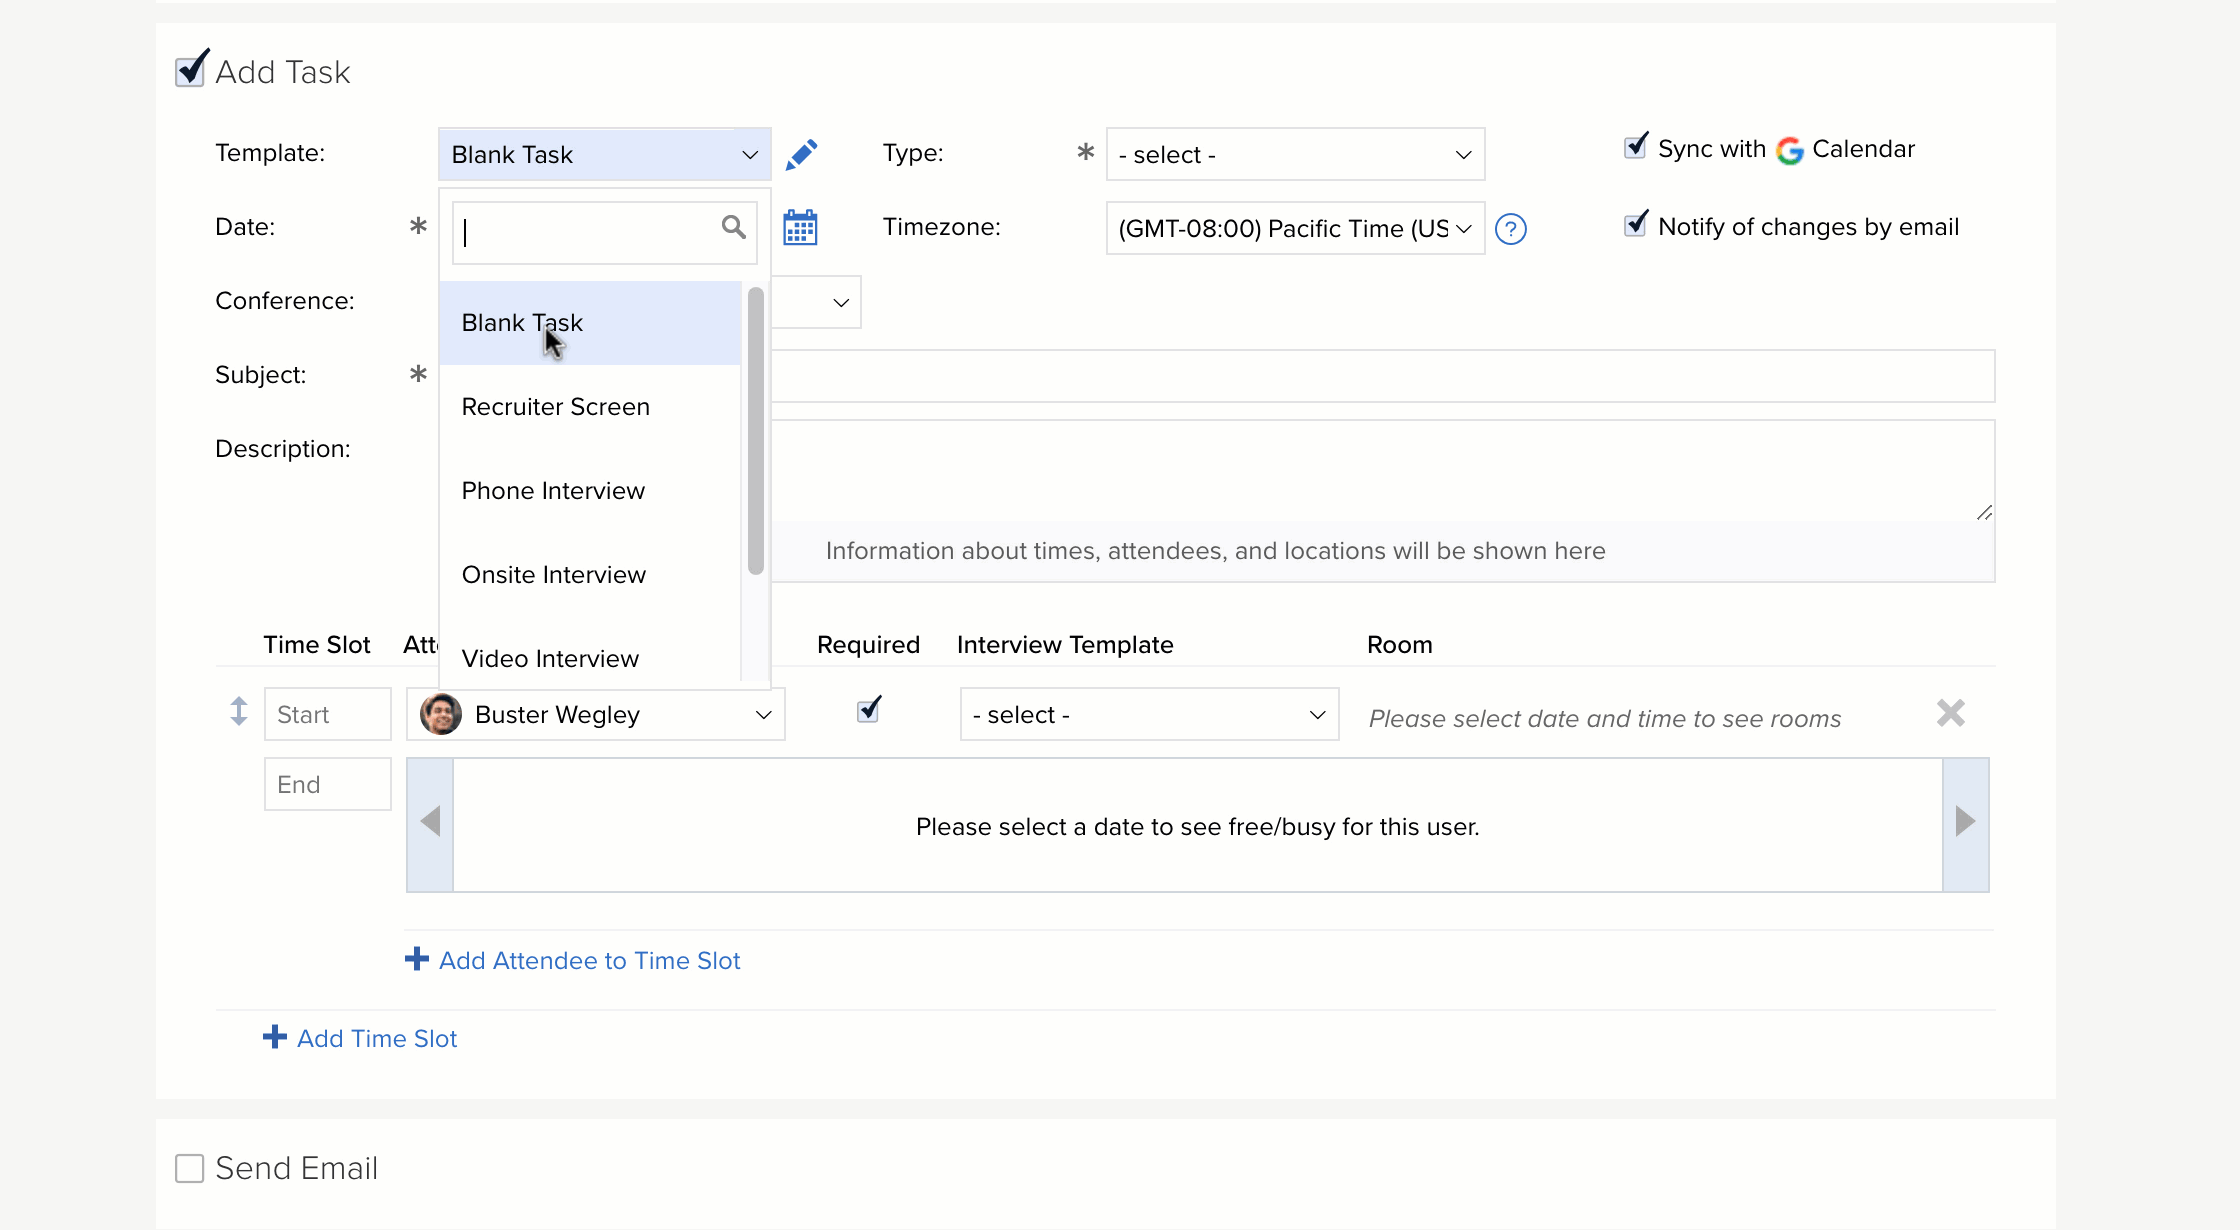 Add Task
Template: Blank Task Type: * - select - Sync with G Calendar
Date: * Timezone: (GMT-08:00) Pacific Time (US ? Notify of changes by email
Conference:
Blank Task
Subject: *
Recruiter Screen
Description:
Phone Interview
Information about times, attendees, and locations will be shown here
Onsite Interview
Time Slot Att Required Interview Template Room
Video Interview
Start Buster Wegley - select - Please select date and time to see rooms
End
Please select a date to see free/busy for this user.
Add Attendee to Time Slot
Add Time Slot
Send Email